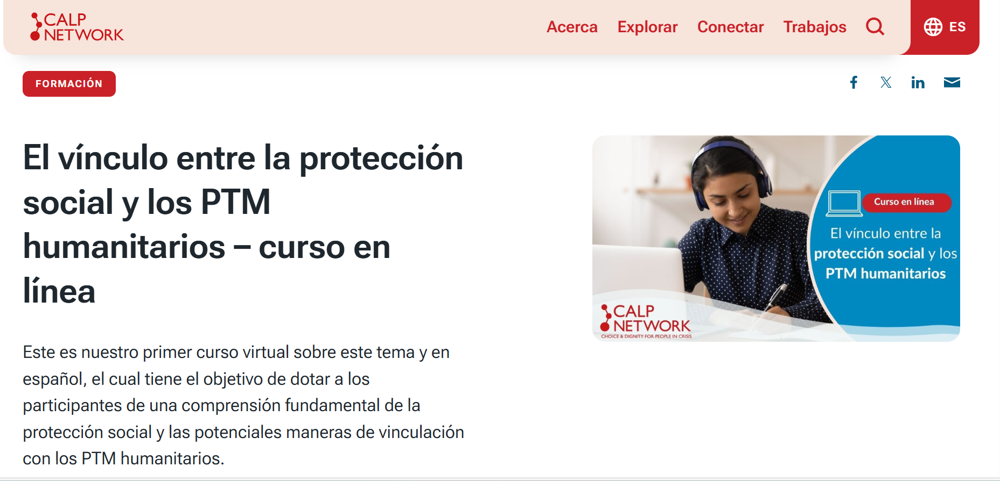 CALP
NETWORK
Acerca
Explorar
Conectar
Trabajos
ES
FORMACIÓN
El vínculo entre la protección
social y los PTM
humanitarios – curso en
línea
Este es nuestro primer curso virtual sobre este tema y en
español, el cual tiene el objetivo de dotar a los
participantes de una comprensión fundamental de la
protección social y las potenciales maneras de vinculación
con los PTM humanitarios.
Curso en línea
El vínculo entre la
protección social y los
PTM humanitarios
CALP
NETWORK
CHOICE & DIGNITY FOR PEOPLE IN CRISIS